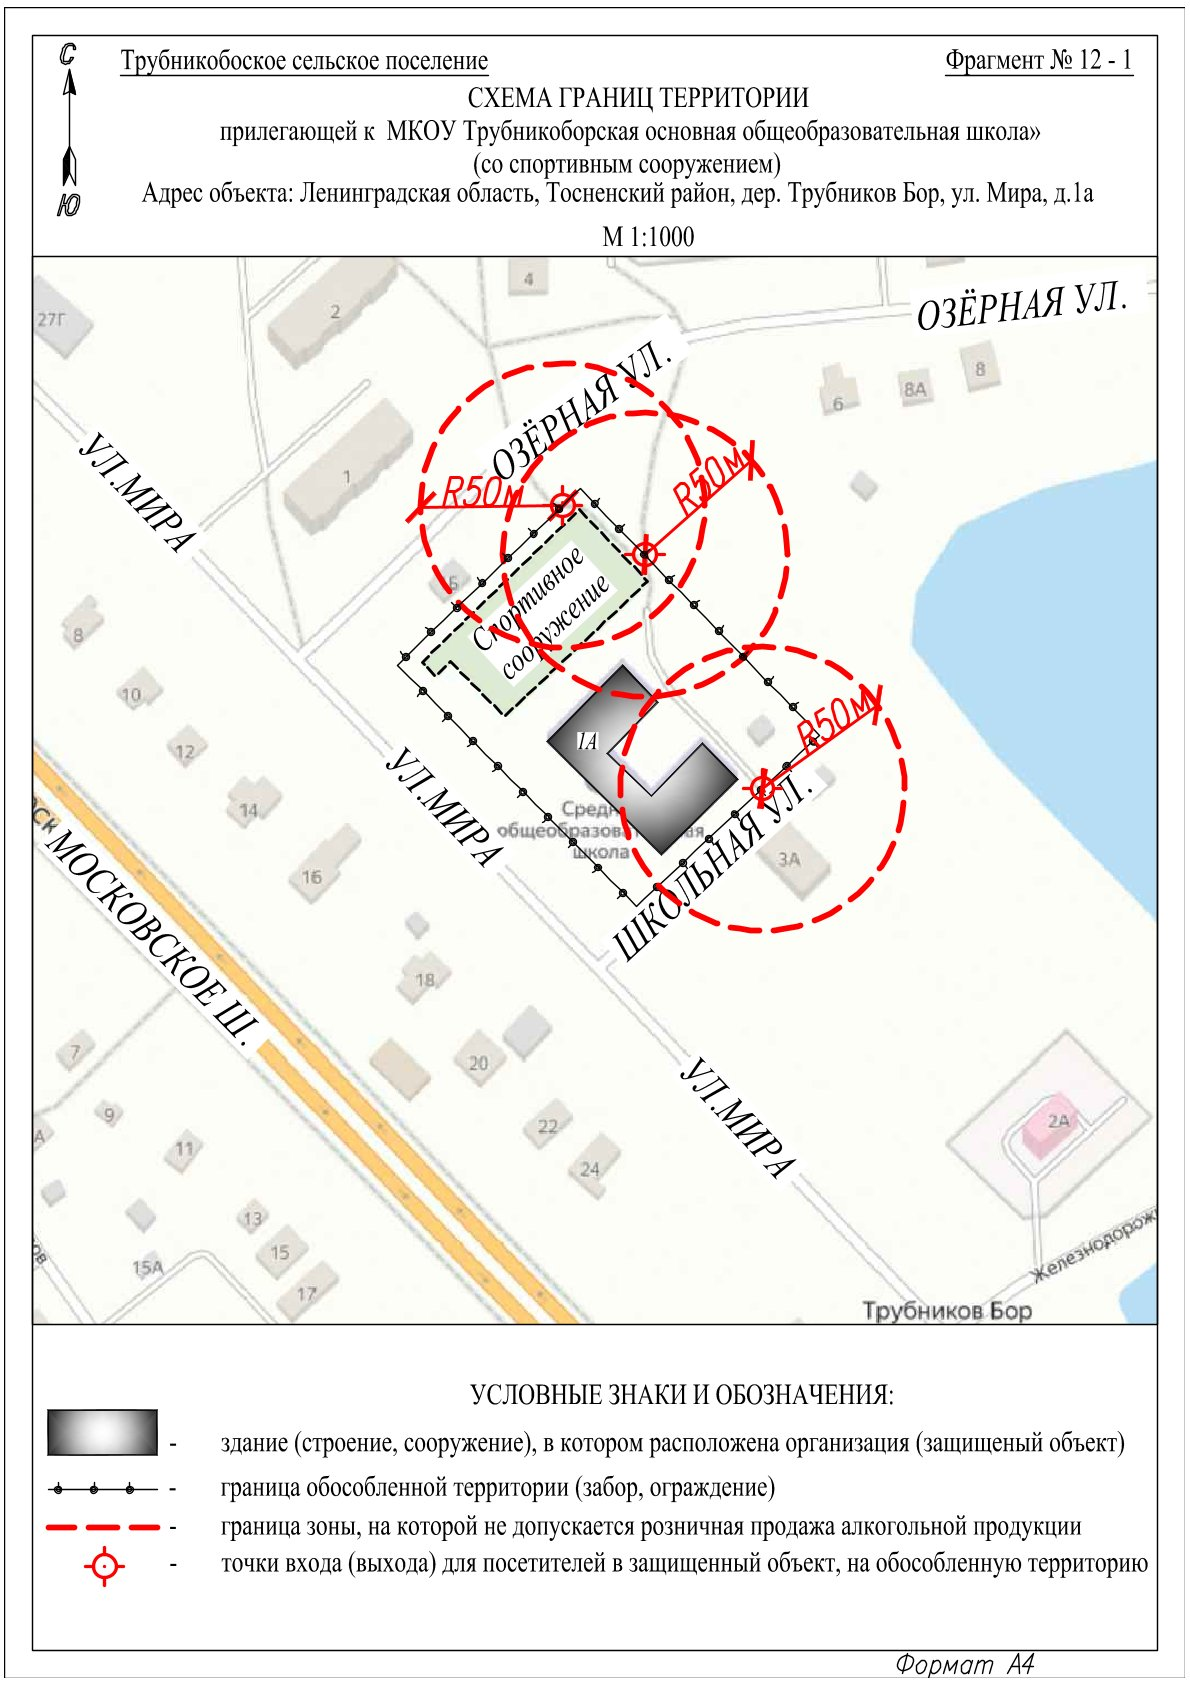 С
Ю
Трубникобоское сельское поселение
Фрагмент № 12 - 1
СХЕМА ГРАНИЦ ТЕРРИТОРИИ
прилегающей к МКОУ Трубникоборская основная общеобразовательная школа»
(со спортивным сооружением)
Адрес объекта: Ленинградская область, Тосненский район, дер. Трубников Бор, ул. Мира, д.1а
М 1:1000
27Г
2
4
ОЗЁРНАЯ УЛ.
ОЗЁРНАЯ УЛ.
6
8А
8
1
УЛ.МИРА
R50м
R50м
Спортивное
сооружение
8
10
12
14
16
1А
R50м
УЛ.МИРА
общеобразовательная
школа
ШКОЛЬНАЯ УЛ.
3А
МОСКОВСКОЕ Ш.
18
20
22
24
7
9
11
13
15
15А
17
УЛ.МИРА
2А
Трубников Бор
УСЛОВНЫЕ ЗНАКИ И ОБОЗНАЧЕНИЯ:
- здание (строение, сооружение), в котором расположена организация (защищеный объект)
- граница обособленной территории (забор, ограждение)
- граница зоны, на которой не допускается розничная продажа алкогольной продукции
- точки входа (выхода) для посетителей в защищенный объект, на обособленную территорию
Формат А4